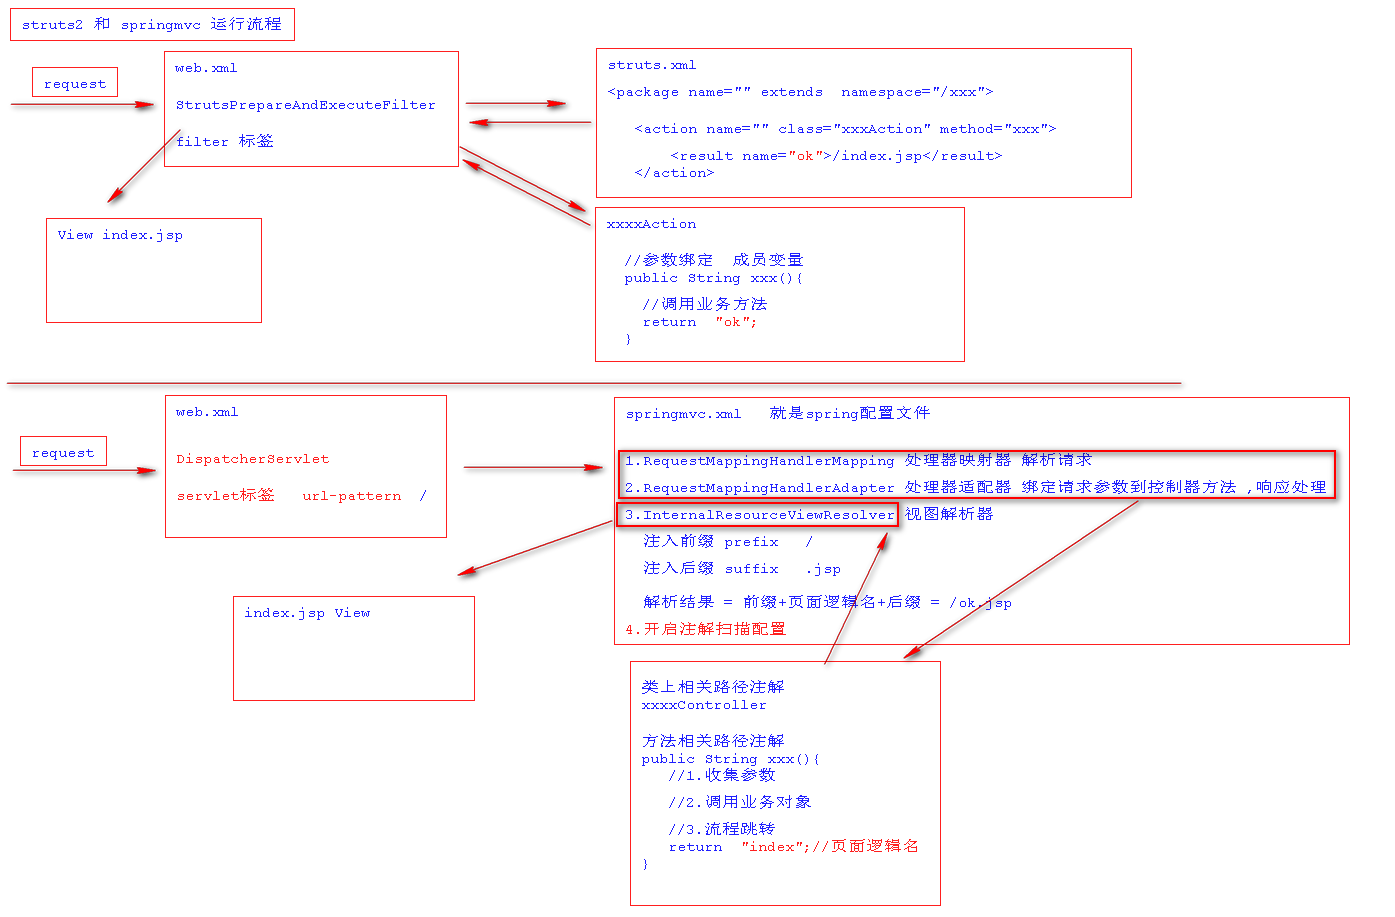 struts2 和 springmvc 运行流程
request
web.xml
StrutsPrepareAndExecuteFilter
filter 标签
struts.xml
<package name="" extends  namespace="/xxx">
<action name="" class="xxxAction" method="xxx">
<result name="ok">/index.jsp</result>
</action>
View index.jsp
xxxxAction
//参数绑定  成员变量
public String xxx(){
//调用业务方法
return  "ok";
}
request
web.xml
DispatcherServlet
servlet标签   url-pattern  /
springmvc.xml   就是spring配置文件
1.RequestMappingHandlerMapping 处理器映射器 解析请求
2.RequestMappingHandlerAdapter 处理器适配器 绑定请求参数到控制器方法 ,响应处理
3.InternalResourceViewResolver 视图解析器
注入前缀 prefix   /
注入后缀 suffix   .jsp
解析结果 = 前缀+页面逻辑名+后缀 = /ok.jsp
4.开启注解扫描配置
index.jsp View
类上相关路径注解
xxxxController
方法相关路径注解
public String xxx(){
//1.收集参数
//2.调用业务对象
//3.流程跳转
return  "index";//页面逻辑名
}